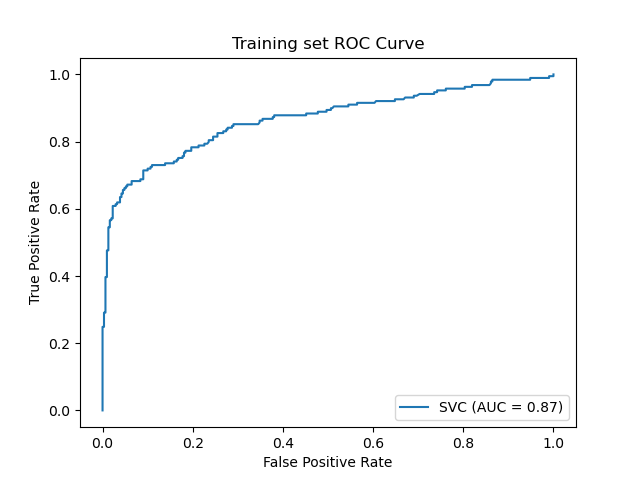 Training set ROC Curve
1.0
0.8
0.6
0.4
0.2
0.0
True Positive Rate
SVC (AUC = 0.87)
0.0 0.2 0.4 0.6 0.8 1.0
False Positive Rate